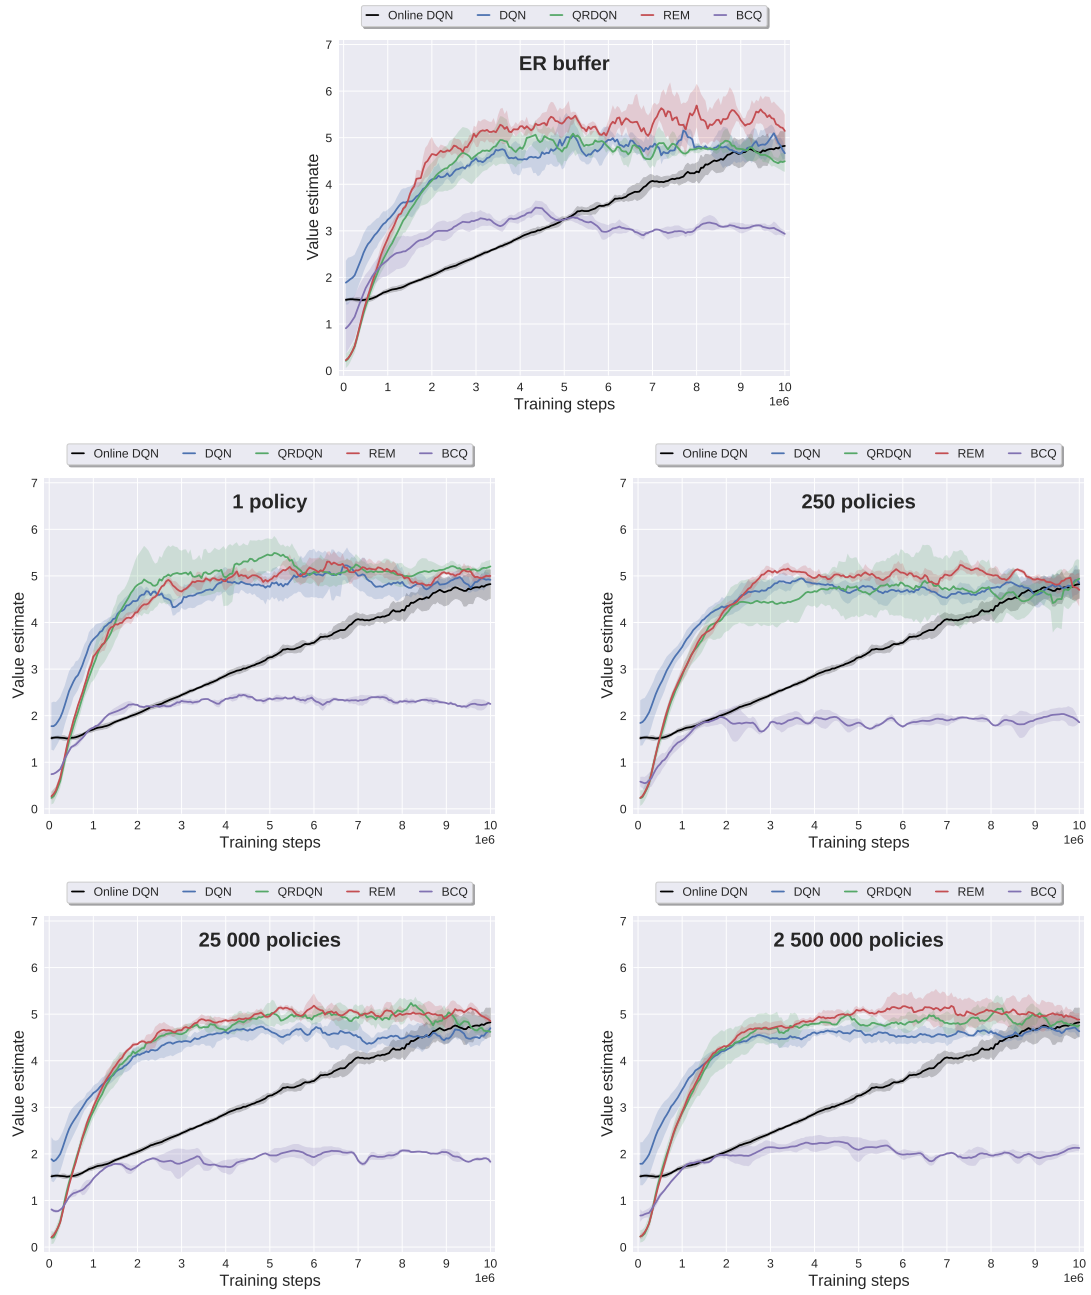 Online DQN DQN QRDQN REM BCQ
ER buffer
Value estimate
7
6
5
4
3
2
1
0
0 1 2 3 4 5 6 7 8 9 10
Training steps 1e6
Online DQN DQN QRDQN REM BCQ
1 policy
Value estimate
7
6
5
4
3
2
1
0
0 1 2 3 4 5 6 7 8 9 10
Training steps 1e6
Online DQN DQN QRDQN REM BCQ
250 policies
Value estimate
7
6
5
4
3
2
1
0
0 1 2 3 4 5 6 7 8 9 10
Training steps 1e6
Online DQN DQN QRDQN REM BCQ
25 000 policies
Value estimate
7
6
5
4
3
2
1
0
0 1 2 3 4 5 6 7 8 9 10
Training steps 1e6
Online DQN DQN QRDQN REM BCQ
2 500 000 policies
Value estimate
7
6
5
4
3
2
1
0
0 1 2 3 4 5 6 7 8 9 10
Training steps 1e6